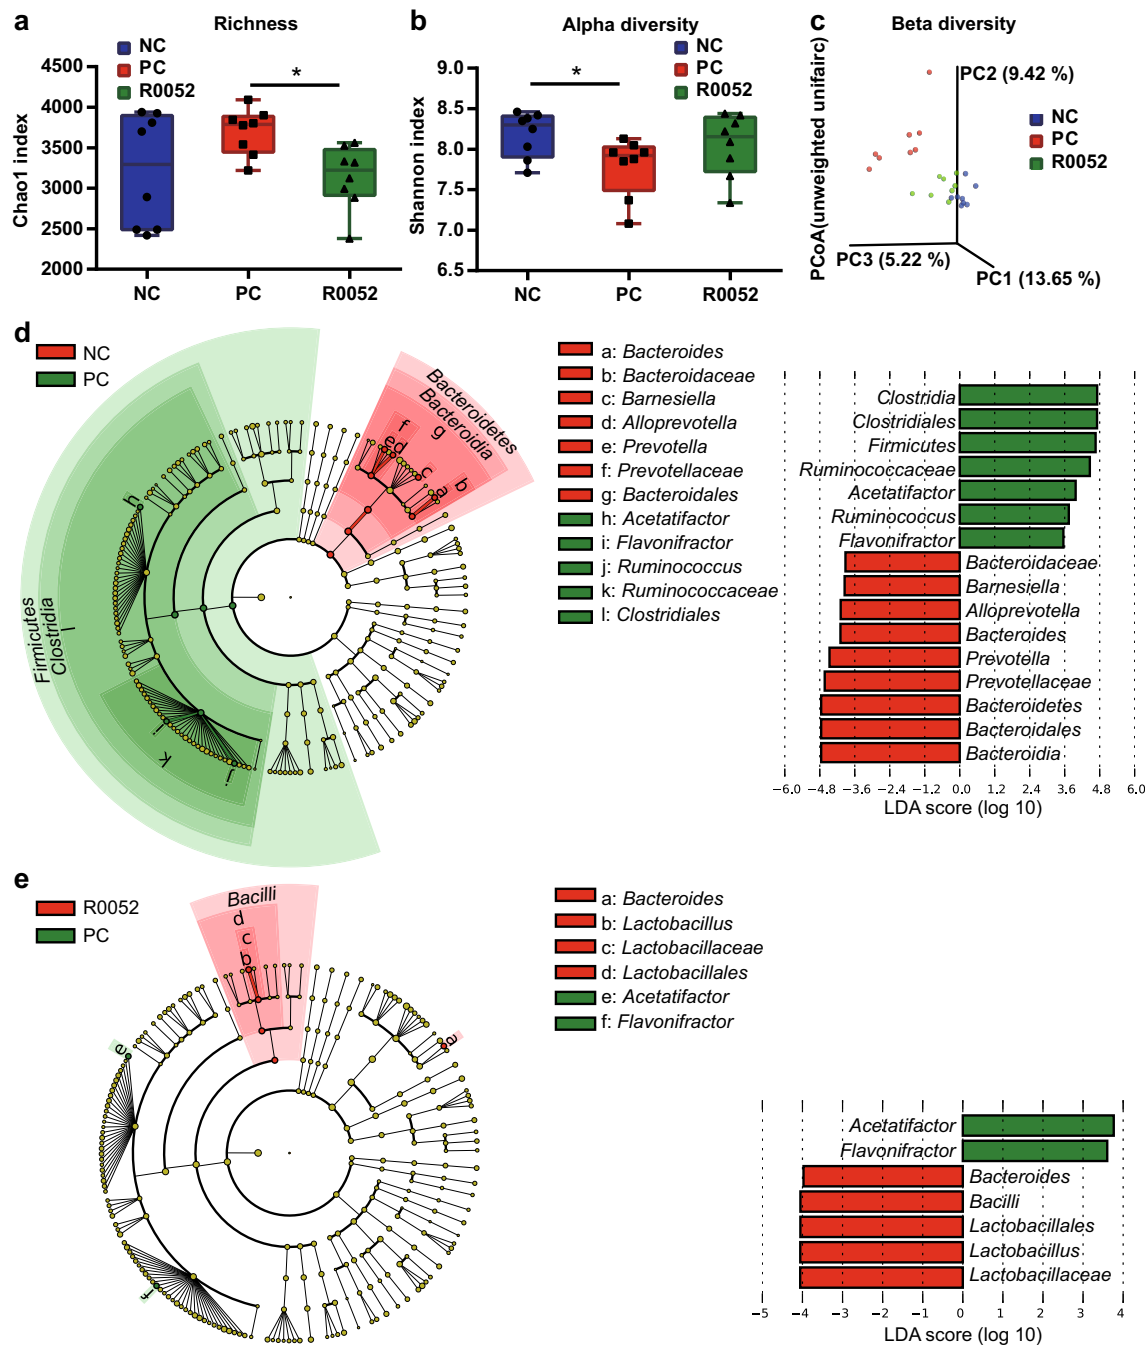 a
Richness
NC
PC
R0052
*
4500
4000
3500
3000
2500
2000
Chao1 index
NC
PC
R0052
b
Alpha diversity
NC
PC
R0052
*
9.0
8.5
8.0
7.5
7.0
6.5
Shannon index
NC
PC
R0052
c
Beta diversity
PC2 (9.42 %)
NC
PC
R0052
PCoA(unweighted unifairc)
PC3 (5.22 %)
PC1 (13.65 %)
d
NC
PC
Bacteroidetes
Bacteroidia
f
g
e
d
c
a
b
h
Firmicutes
Clostridia
l
i
k
j
a: Bacteroides
b: Bacteroidaceae
c: Barnesiella
d: Alloprevotella
e: Prevotella
f: Prevotellaceae
g: Bacteroidales
h: Acetatifactor
i: Flavonifractor
j: Ruminococcus
k: Ruminococcaceae
l: Clostridiales
Clostridia
Clostridiales
Firmicutes
Ruminococcaceae
Acetatifactor
Ruminococcus
Flavonifractor
Bacteroidaceae
Barnesiella
Alloprevotella
Bacteroides
Prevotella
Prevotellaceae
Bacteroidetes
Bacteroidales
Bacteroidia
−6.0 −4.8 −3.6 −2.4 −1.2 0.0 1.2 2.4 3.6 4.8 6.0
LDA score (log 10)
e
R0052
PC
Bacilli
d
c
b
a
e
f
a: Bacteroides
b: Lactobacillus
c: Lactobacillaceae
d: Lactobacillales
e: Acetatifactor
f: Flavonifractor
Acetatifactor
Flavonifractor
Bacteroides
Bacilli
Lactobacillales
Lactobacillus
Lactobacillaceae
−5 −4 −3 −2 −1 0 1 2 3 4
LDA score (log 10)